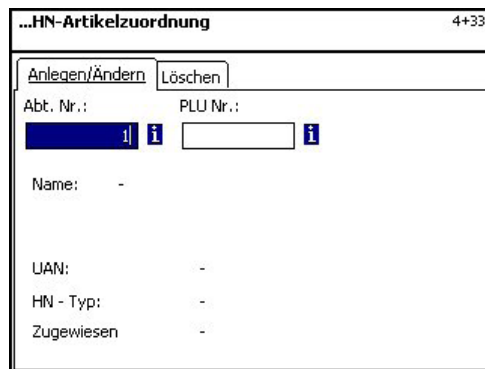 ...HN-Artikelzuordnung 4+33
Anlegen/Ändern Löschen
Abt. Nr.: PLU Nr.:
1 i i
Name: -
UAN: -
HN - Typ: -
Zugewiesen -